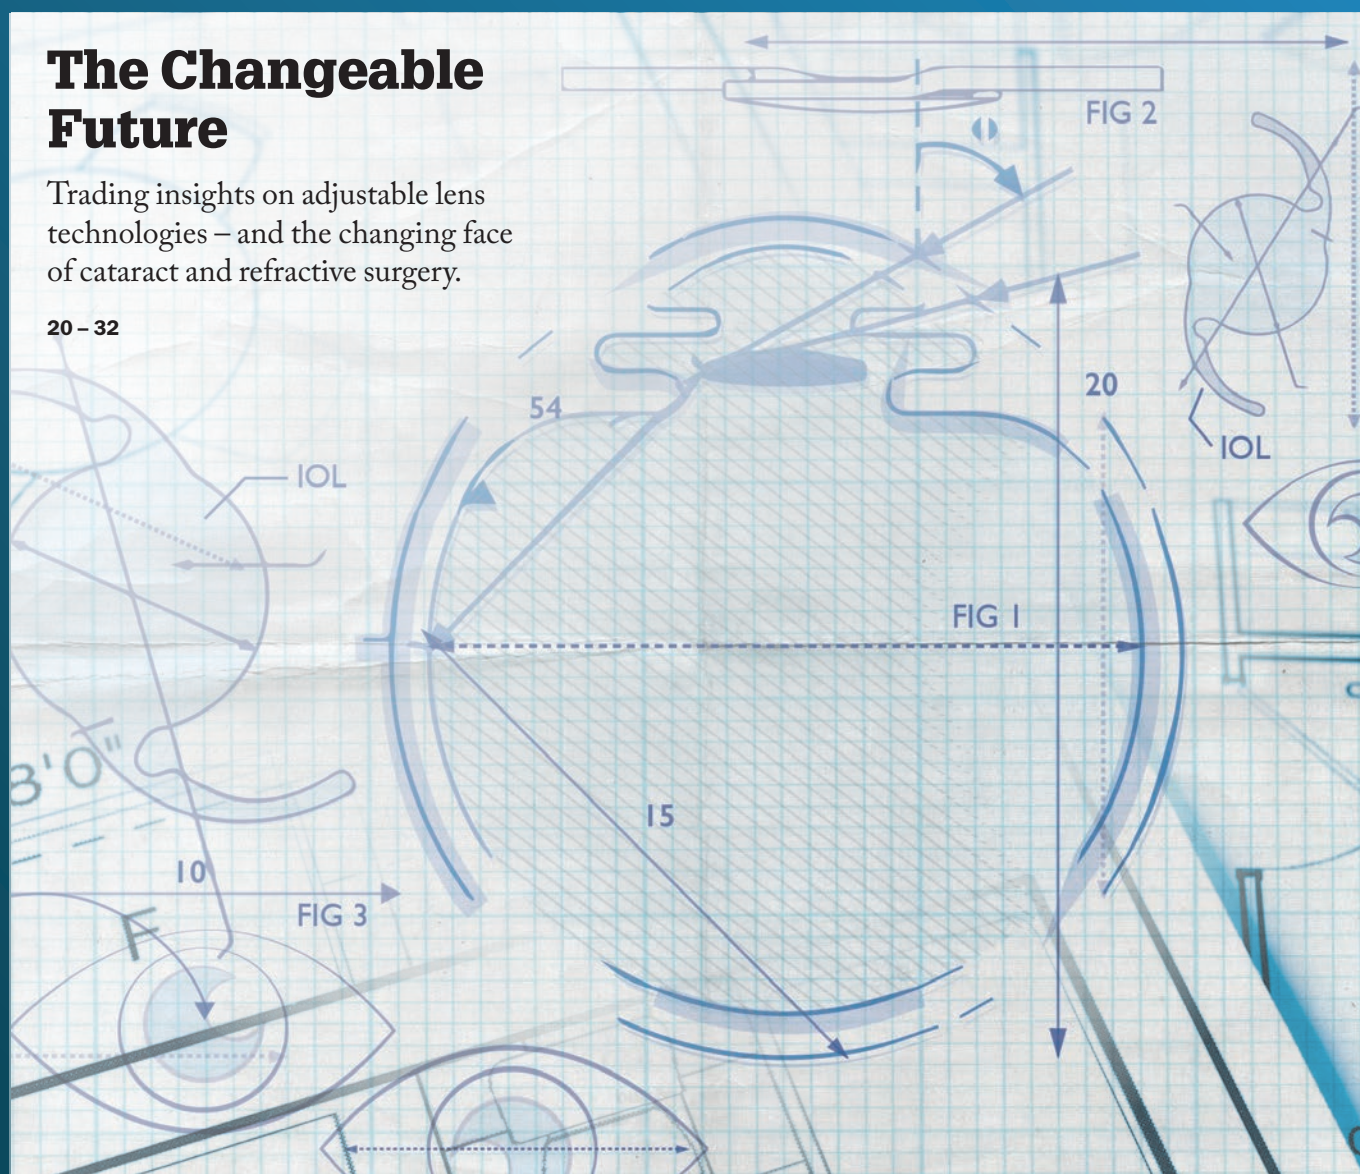 The Changeable
Future
Trading insights on adjustable lens
technologies – and the changing face
of cataract and refractive surgery.
20 – 32
FIG 2
54
20
IOL
IOL
FIG 1
3'0"
15
10
FIG 3
F